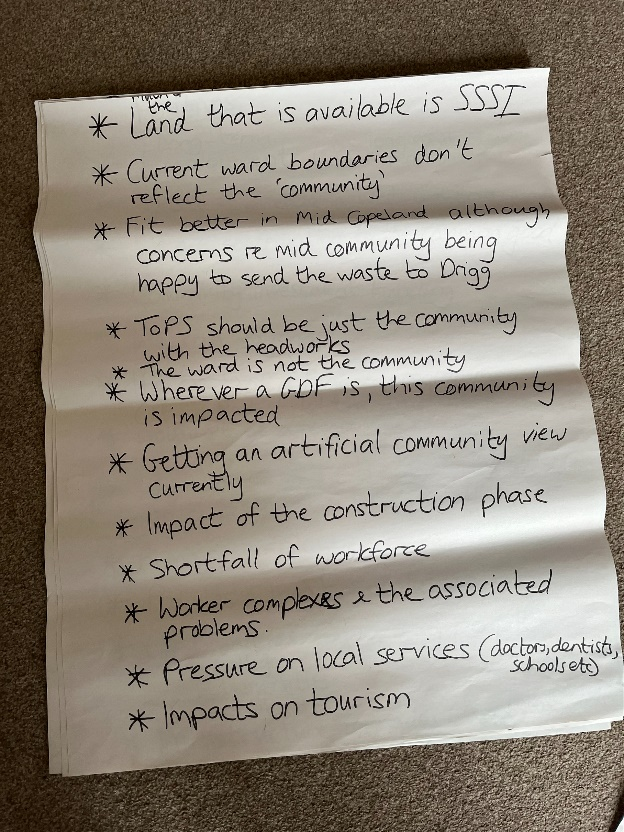 the
* Land that is available is SSSI
* Current ward boundaries don't
reflect the 'community'
* Fit better in Mid Copeland although
concerns re mid community being
happy to send the waste to Drigg
* ToPS should be just the community
with the headworks
* The ward is not the community
* Wherever a GDF is, this community
is impacted
* Getting an artificial community view
currently
* Impact of the construction phase
* Shortfall of workforce
* Worker complexes & the associated
problems.
* Pressure on local services (doctors, dentists,
schools etc)
* Impacts on tourism